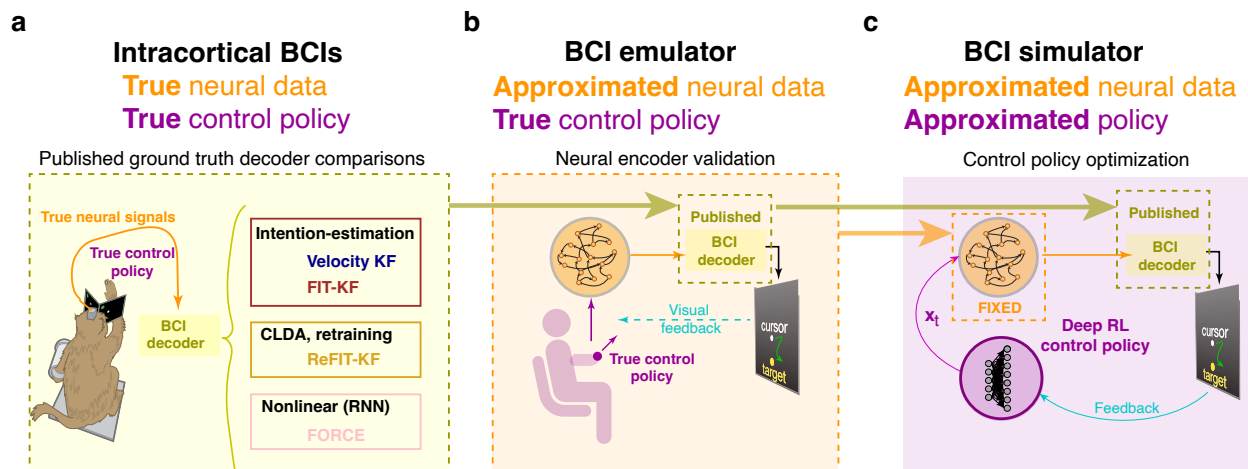 a
Intracortical BCIs
True neural data
True control policy
Published ground truth decoder comparisons
True neural signals
True control
policy
BCI
decoder
Intention-estimation
Velocity KF
FIT-KF
CLDA, retraining
ReFIT-KF
Nonlinear (RNN)
FORCE
b
BCI emulator
Approximated neural data
True control policy
Neural encoder validation
Published
BCI
decoder
Visual
feedback
True control
policy
cursor
target
c
BCI simulator
Approximated neural data
Approximated policy
Control policy optimization
Published
BCI
decoder
FIXED
xt
Deep RL
control policy
cursor
target
Feedback